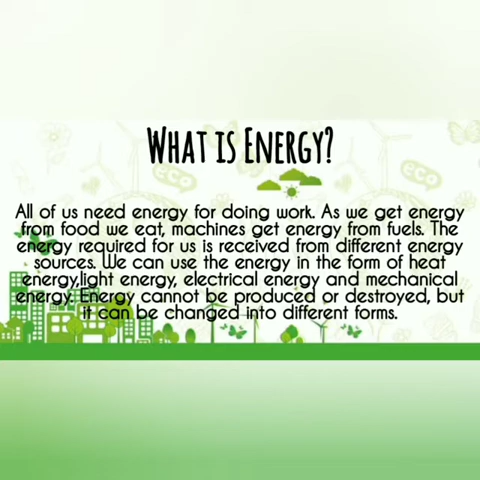 WHAT IS ENERGY?
ECO
ECO
All of us need energy for doing work. As we get energy
from food we eat, machines get energy from fuels. The
energy required for us is received from different energy
sources. We can use the energy in the form of heat
energy,light energy, electrical energy and mechanical
energy. Energy cannot be produced or destroyed, but
it can be changed into different forms.